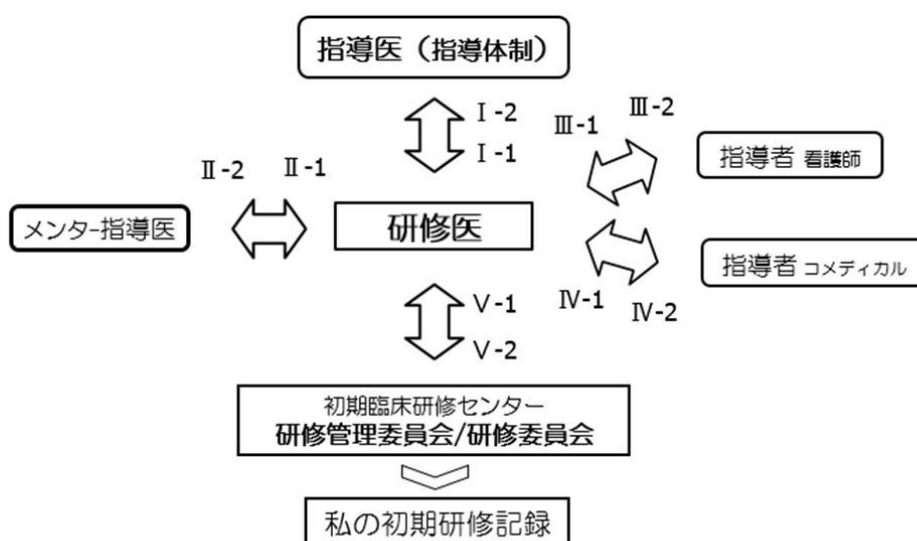 指導医（指導体制）
Ⅰ-2
Ⅰ-1
Ⅲ-1
Ⅲ-2
指導者 看護師
Ⅱ-2
Ⅱ-1
メンター指導医
研修医
指導者 コメディカル
Ⅳ-1
Ⅳ-2
Ⅴ-1
Ⅴ-2
初期臨床研修センター
研修管理委員会/研修委員会
私の初期研修記録